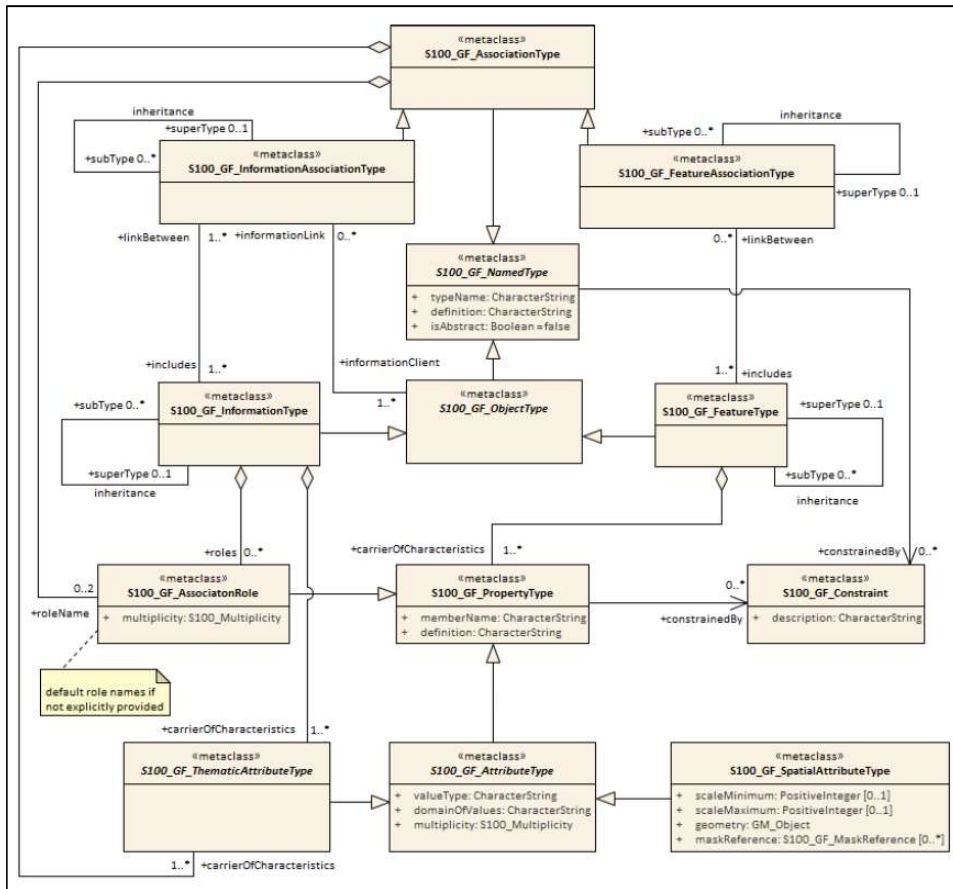 «metaclass»
S100_GF_AssociationType
inheritance
+superType 0..1
+subType 0..*
«metaclass»
S100_GF_InformationAssociationType
inheritance
+subType 0..*
«metaclass»
S100_GF_FeatureAssociationType
+superType 0..1
+linkBetween
1..*
+informationLink
0..*
0..*
+linkBetween
«metaclass»
S100_GF_NamedType
+ typeName: CharacterString
+ definition: CharacterString
+ isAbstract: Boolean = false
+includes
1..*
+informationClient
1..*
1..*
+includes
+subType 0..*
«metaclass»
S100_GF_InformationType
+superType 0..1
inheritance
«metaclass»
S100_GF_ObjectType
«metaclass»
S100_GF_FeatureType
+superType 0..1
+subType 0..*
inheritance
+roles
0..*
+carrierOfCharacteristics
1..*
+constrainedBy
0..*
0..2
+roleName
«metaclass»
S100_GF_AssociatonRole
+ multiplicity: S100_Multiplicity
«metaclass»
S100_GF_PropertyType
+ memberName: CharacterString
+ definition: CharacterString
0..*
+constrainedBy
«metaclass»
S100_GF_Constraint
+ description: CharacterString
default role names if
not explicitly provided
+carrierOfCharacteristics
1..*
«metaclass»
S100_GF_ThematicAttributeType
«metaclass»
S100_GF_AttributeType
+ valueType: CharacterString
+ domainOfValues: CharacterString
+ multiplicity: S100_Multiplicity
«metaclass»
S100_GF_SpatialAttributeType
+ scaleMinimum: PositiveInteger [0..1]
+ scaleMaximum: PositiveInteger [0..1]
+ geometry: GM_Object
+ maskReference: S100_GF_MaskReference [0..*]
1..*
+carrierOfCharacteristics